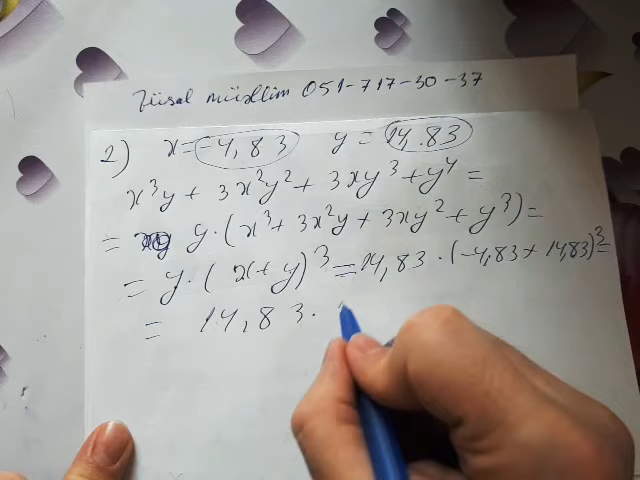 Züsal müəllim 051-717-30-37
2) x = -4,83 y = 14.83
x³y + 3x²y² + 3xy³ + y⁴ =
= y · (x³ + 3x²y + 3xy² + y³) =
= y · (x + y)³ = 14,83 · (-4,83 + 14,83)³ =
= 14,83 ·